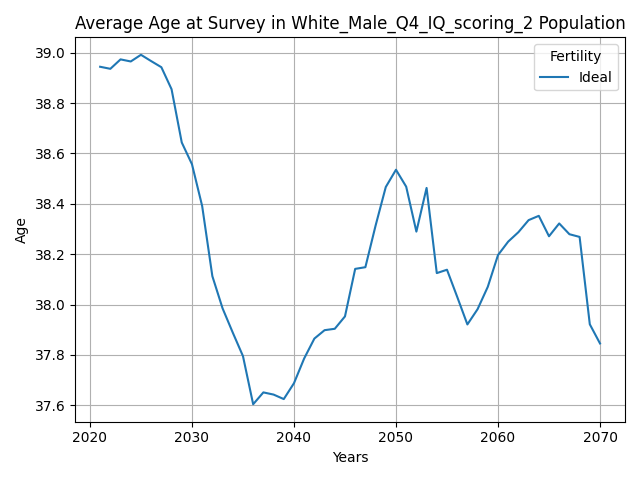 Average Age at Survey in White_Male_Q4_IQ_scoring_2 Population
Fertility
Ideal
39.0
38.8
38.6
38.4
38.2
38.0
37.8
37.6
Age
2020
2030
2040
2050
2060
2070
Years